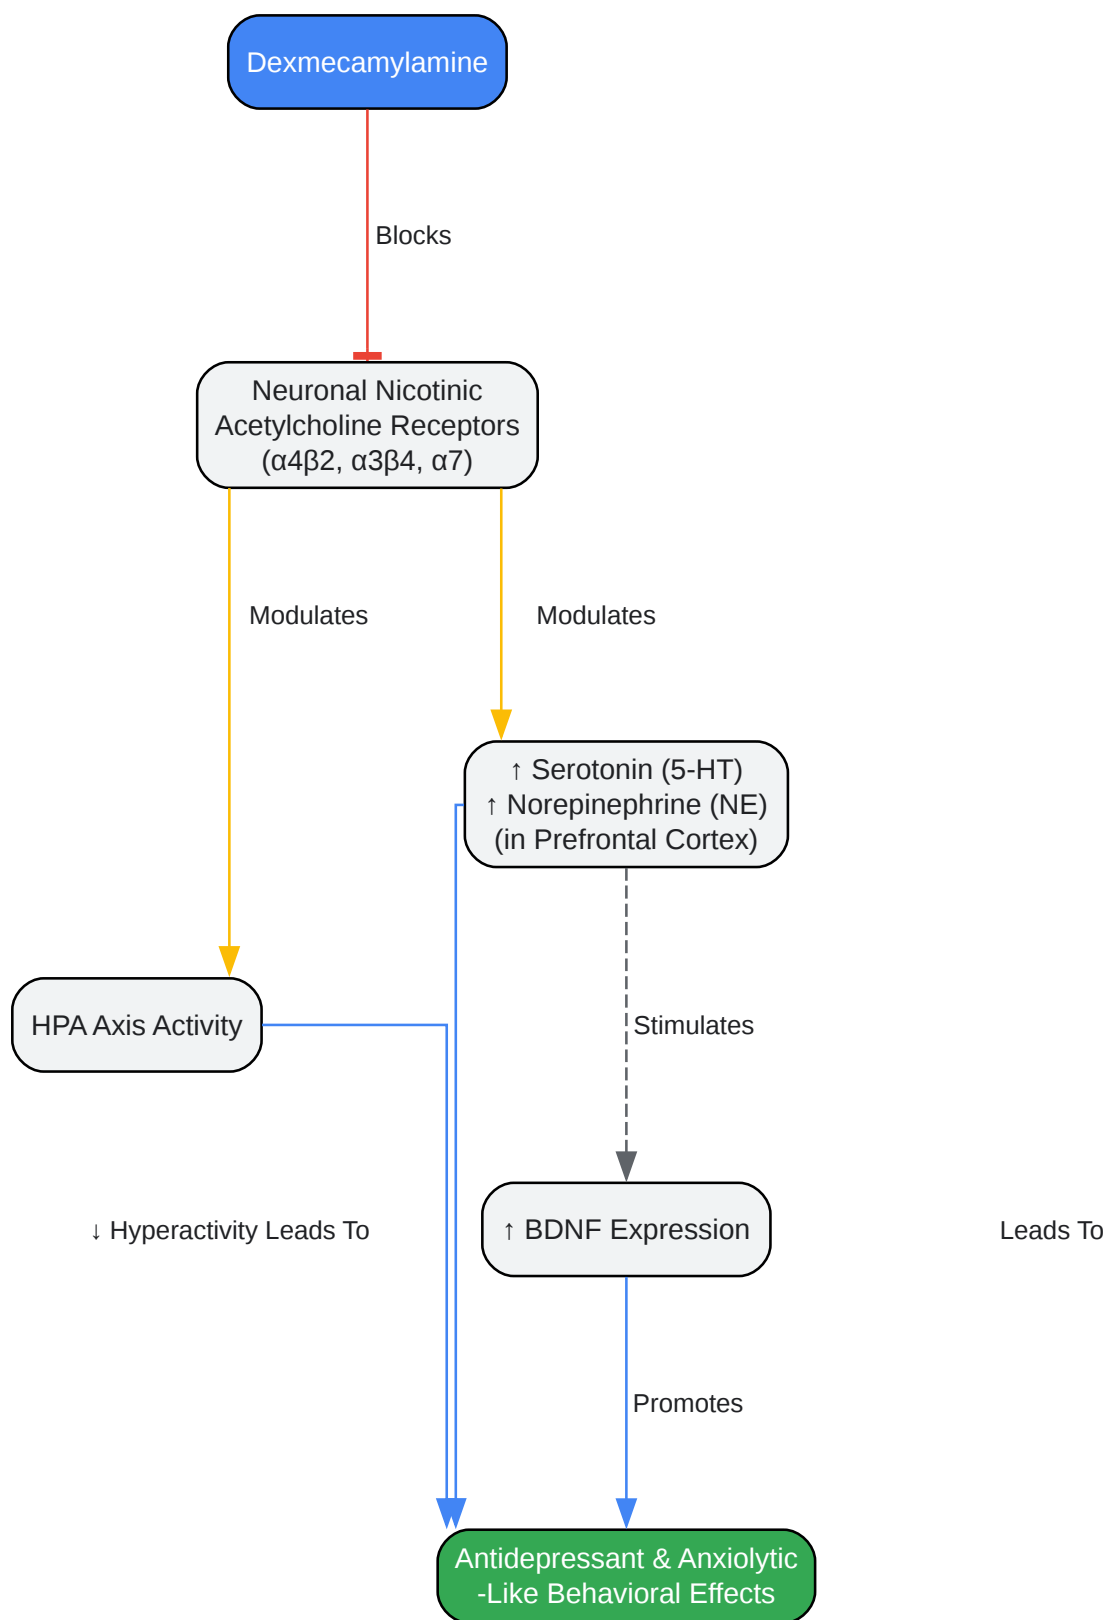 Dexmecamylamine
Blocks
Neuronal Nicotinic
Acetylcholine Receptors
(α4β2, α3β4, α7)
Modulates
Modulates
↑ Serotonin (5-HT)
↑ Norepinephrine (NE)
(in Prefrontal Cortex)
HPA Axis Activity
Stimulates
↓ Hyperactivity Leads To
↑ BDNF Expression
Leads To
Promotes
Antidepressant & Anxiolytic
-Like Behavioral Effects